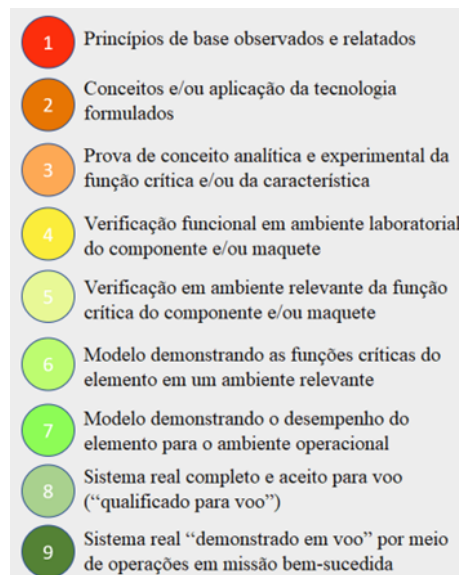 1 Princípios de base observados e relatados
2 Conceitos e/ou aplicação da tecnologia
formulados
3 Prova de conceito analítica e experimental da
função crítica e/ou da característica
4 Verificação funcional em ambiente laboratorial
do componente e/ou maquete
5 Verificação em ambiente relevante da função
crítica do componente e/ou maquete
6 Modelo demonstrando as funções críticas do
elemento em um ambiente relevante
7 Modelo demonstrando o desempenho do
elemento para o ambiente operacional
8 Sistema real completo e aceito para voo
(“qualificado para voo”)
9 Sistema real “demonstrado em voo” por meio
de operações em missão bem-sucedida